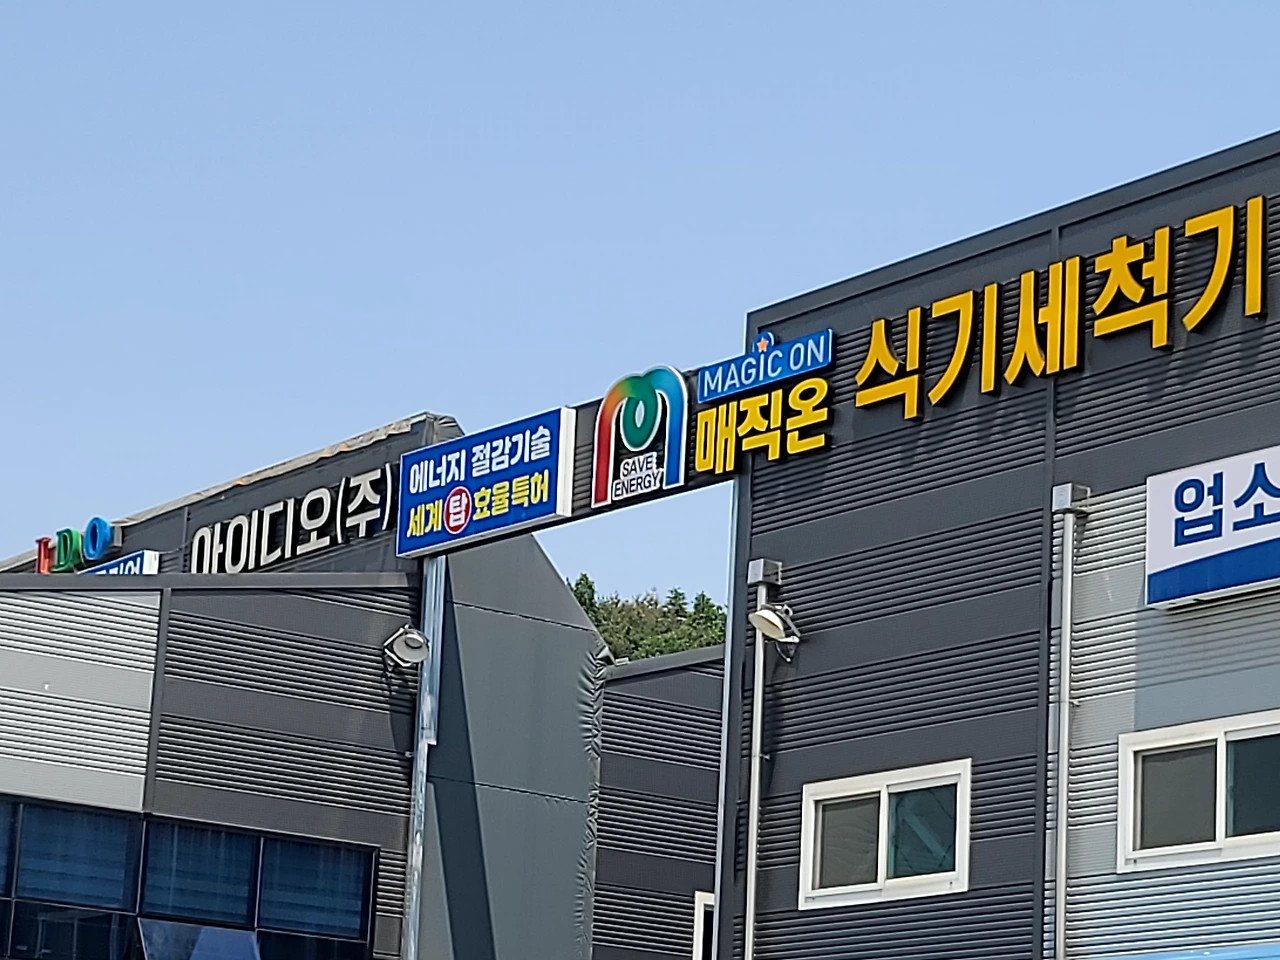 IDO
아이디오(주)
에너지 절감기술
세계 탑 효율특허
SAVE
ENERGY
MAGIC ON
매직온
식기세척기
업소